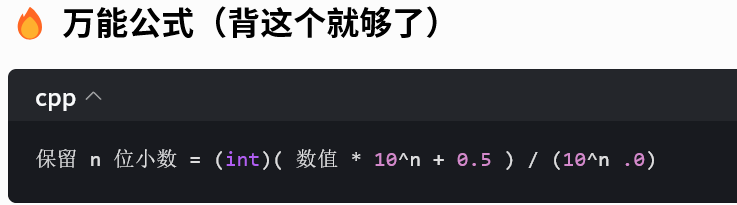 🔥 万能公式（背这个就够了）
cpp
保留 n 位小数 = (int)( 数值 * 10^n + 0.5 ) / (10^n .0)